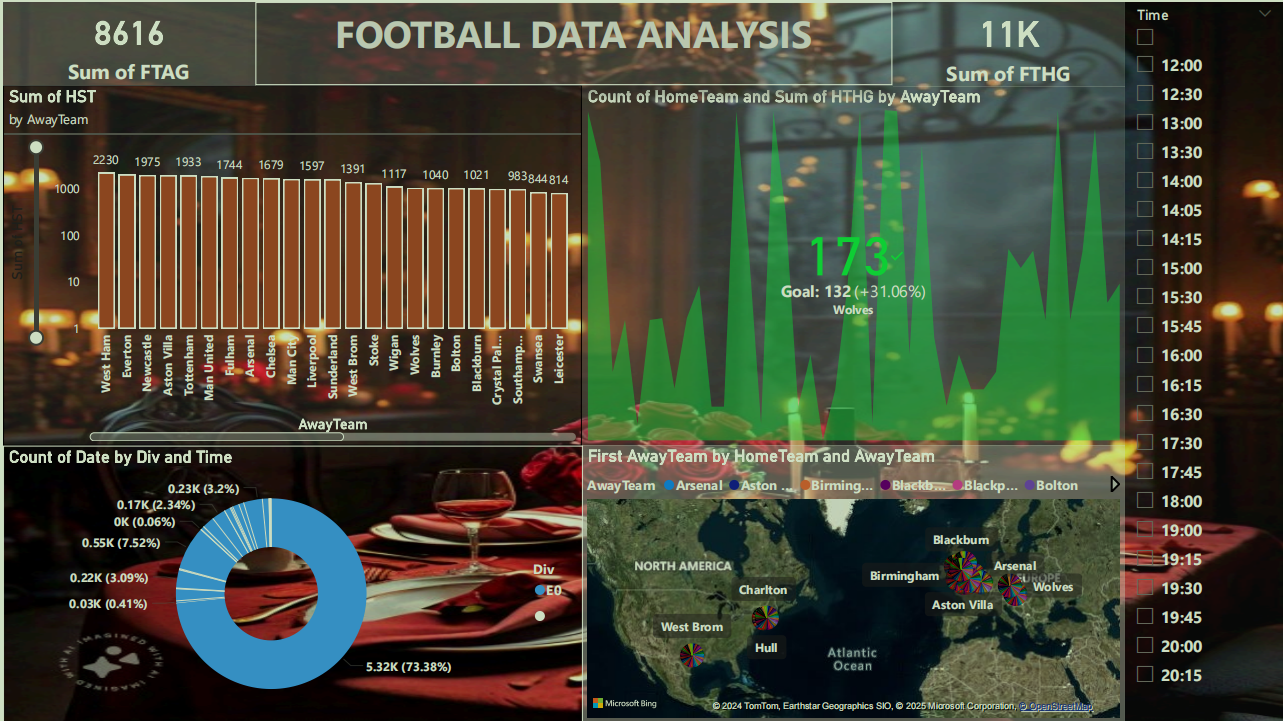 8616
Sum of FTAG
FOOTBALL DATA ANALYSIS
11K
Sum of FTHG
Sum of HST
by AwayTeam
2230 1975 1933 1744 1679 1597 1391 1117 1040 1021 983 844 814
1000
100
10
1
West Ham
Everton
Newcastle
Aston Villa
Tottenham
Man United
Fulham
Arsenal
Chelsea
Man City
Liverpool
Sunderland
West Brom
Stoke
Wigan
Wolves
Burnley
Bolton
Blackburn
Crystal Pal...
Southamp...
Swansea
Leicester
AwayTeam
Count of HomeTeam and Sum of HTHG by AwayTeam
173
Goal: 132 (+31.06%)
Wolves
Count of Date by Div and Time
0.23K (3.2%)
0.17K (2.34%)
0K (0.06%)
0.55K (7.52%)
0.22K (3.09%)
0.03K (0.41%)
5.32K (73.38%)
Div
E0
IMAGINED WITH AI
First AwayTeam by HomeTeam and AwayTeam
AwayTeam Arsenal Aston ... Birming... Blackb... Blackp... Bolton
NORTH AMERICA
Charlton
West Brom
Hull
Atlantic
Ocean
Blackburn
Birmingham
Arsenal
EUROPE
Wolves
Aston Villa
Microsoft Bing
© 2024 TomTom, Earthstar Geographics SIO, © 2025 Microsoft Corporation, © OpenStreetMap
Time
12:00
12:30
13:00
13:30
14:00
14:05
14:15
15:00
15:30
15:45
16:00
16:15
16:30
17:30
17:45
18:00
19:00
19:15
19:30
19:45
20:00
20:15